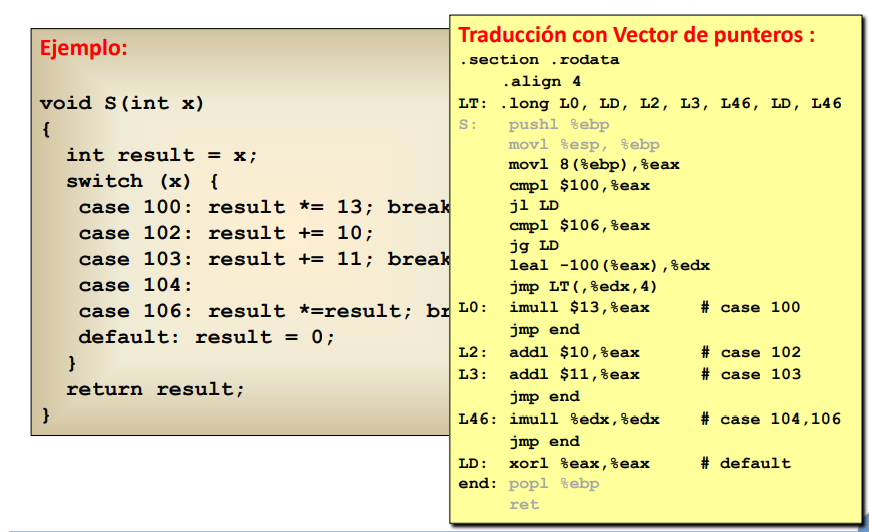 Ejemplo:
void S(int x)
{
int result = x;
switch (x) {
case 100: result *= 13; break
case 102: result += 10;
case 103: result += 11; break
case 104:
case 106: result *=result; br
default: result = 0;
}
return result;
}
Traducción con Vector de punteros :
.section .rodata
.align 4
LT: .long L0, LD, L2, L3, L46, LD, L46
S: pushl %ebp
movl %esp, %ebp
movl 8(%ebp),%eax
cmpl $100,%eax
jl LD
cmpl $106,%eax
jg LD
leal -100(%eax),%edx
jmp LT(,%edx,4)
L0: imull $13,%eax # case 100
jmp end
L2: addl $10,%eax # case 102
L3: addl $11,%eax # case 103
jmp end
L46: imull %edx,%edx # case 104,106
jmp end
LD: xorl %eax,%eax # default
end: popl %ebp
ret